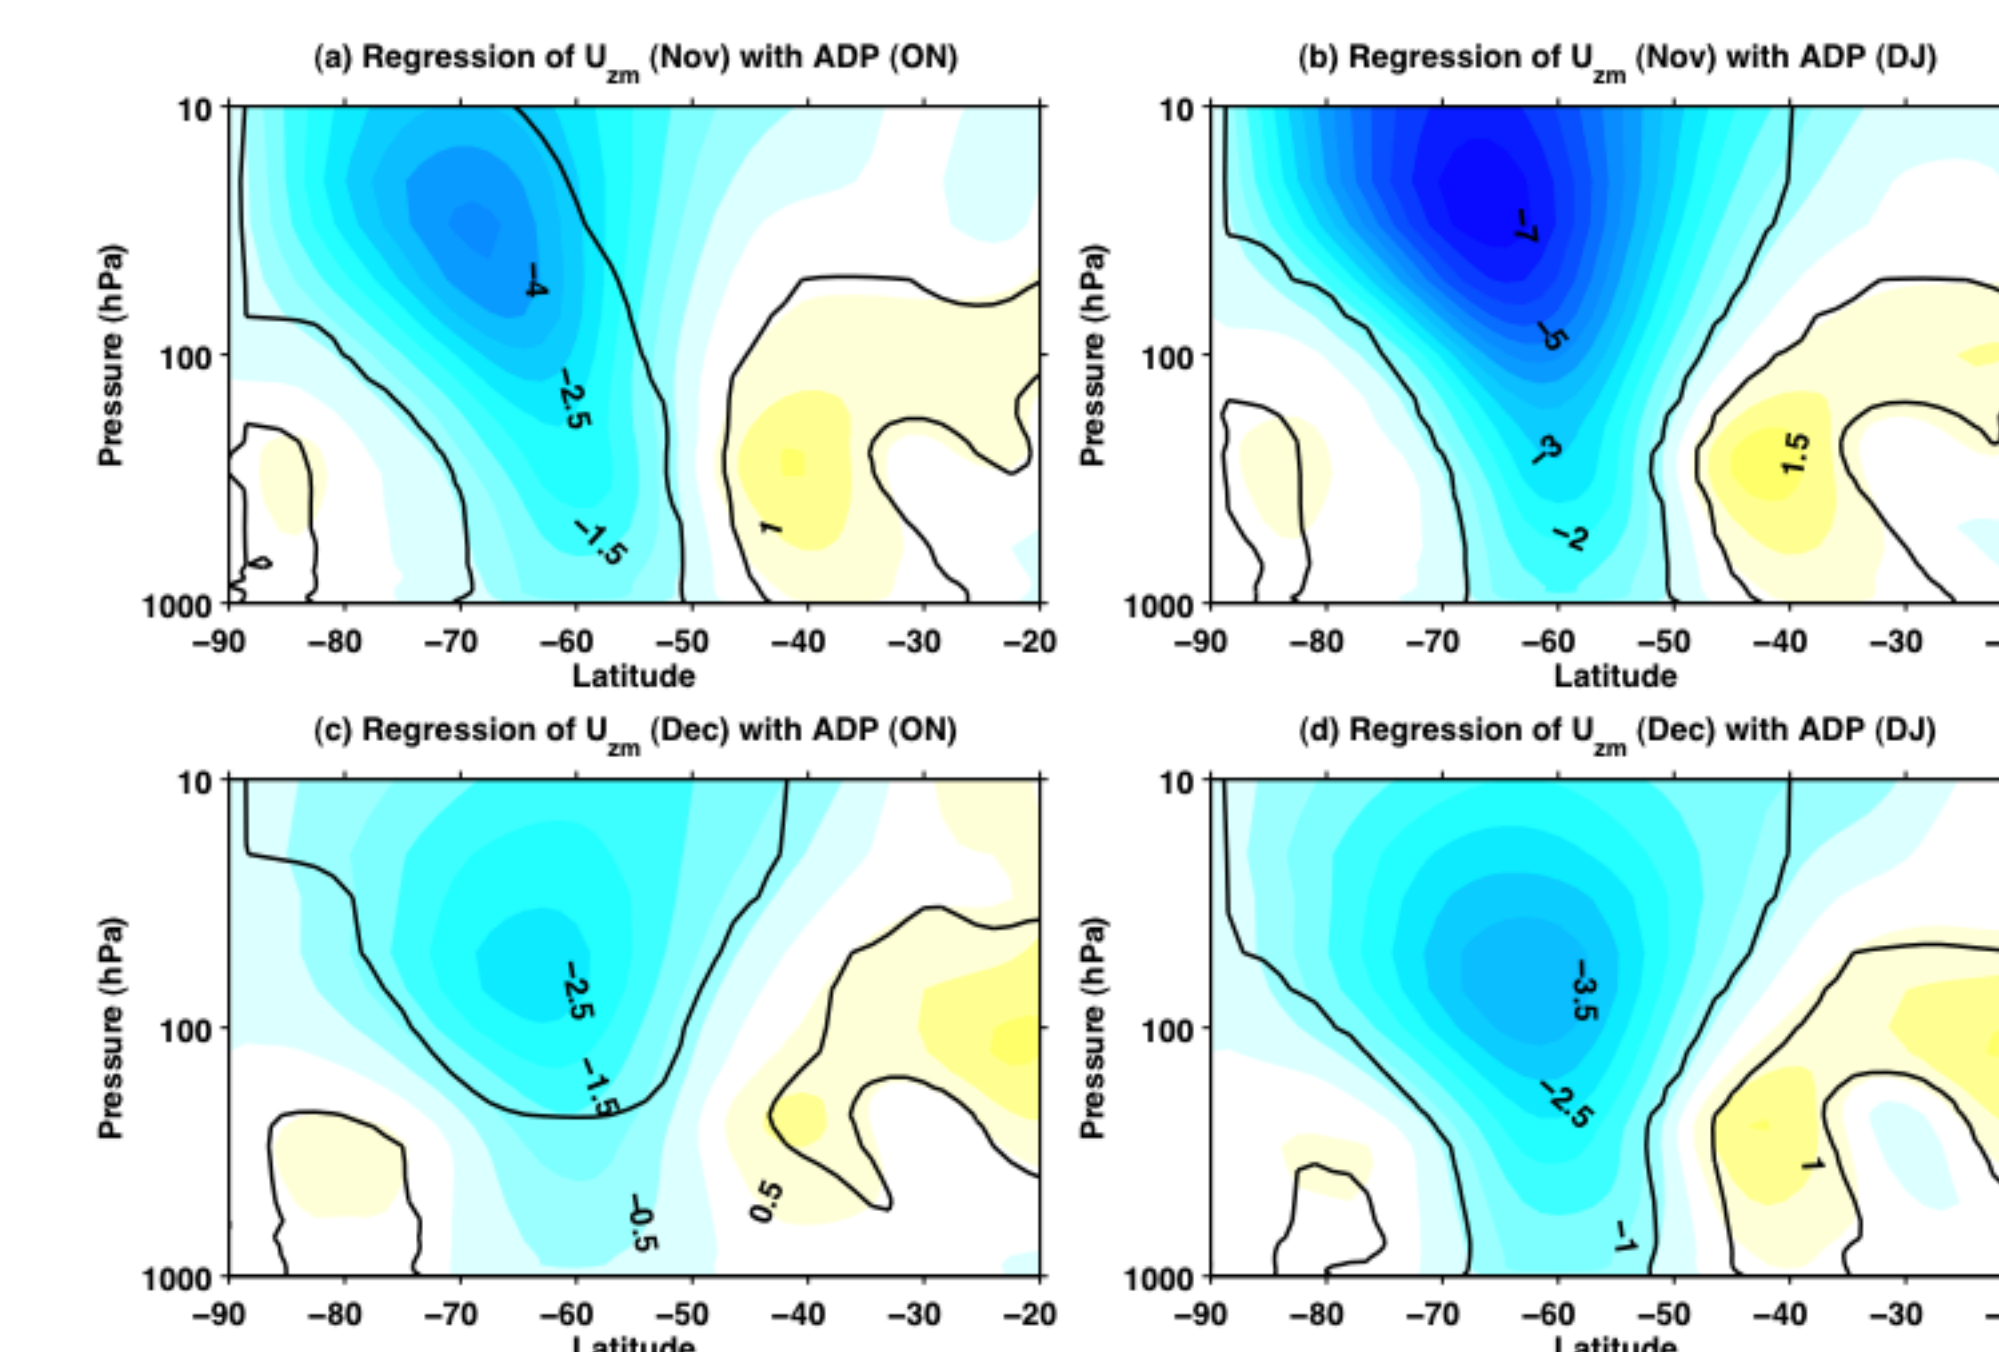 (a) Regression of Uzm (Nov) with ADP (ON)
10
100
1000
Pressure (hPa)
−4
−2.5
−1.5
1
−90 −80 −70 −60 −50 −40 −30 −20
Latitude
(b) Regression of Uzm (Nov) with ADP (DJ)
10
100
1000
Pressure (hPa)
−7
−5
−3
−2
1.5
−90 −80 −70 −60 −50 −40 −30
Latitude
(c) Regression of Uzm (Dec) with ADP (ON)
10
100
1000
Pressure (hPa)
−2.5
−1.5
−0.5
0.5
−90 −80 −70 −60 −50 −40 −30 −20
Latitude
(d) Regression of Uzm (Dec) with ADP (DJ)
10
100
1000
Pressure (hPa)
−3.5
−2.5
−1
1
−90 −80 −70 −60 −50 −40 −30
Latitude